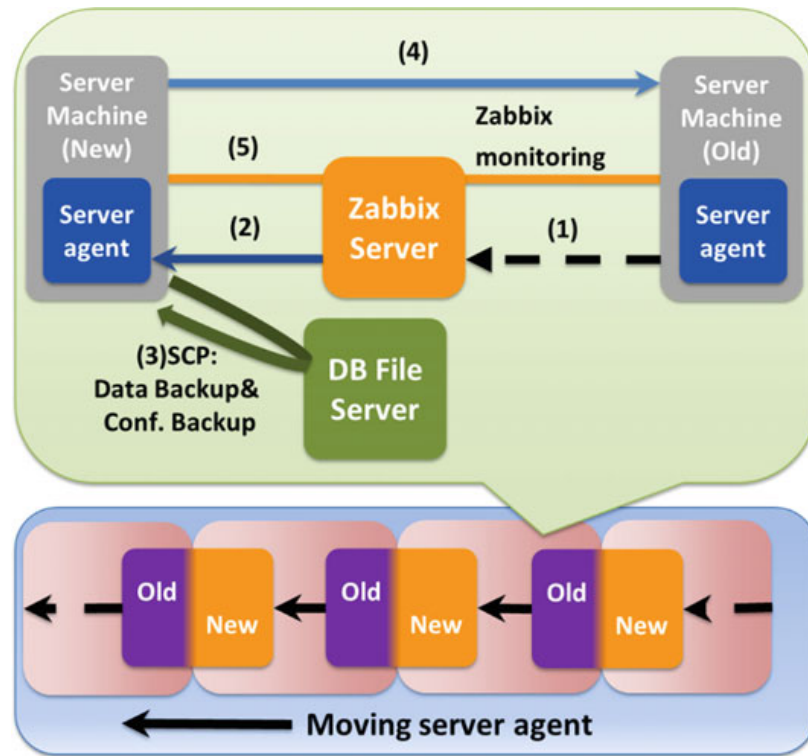 (4)
Server
Machine
(New)
Server
Machine
(Old)
Zabbix
monitoring
(5)
Zabbix
Server
Server
agent
(2)
(1)
Server
agent
(3)SCP:
Data Backup&
Conf. Backup
DB File
Server
Old
New
Old
New
Old
New
Moving server agent